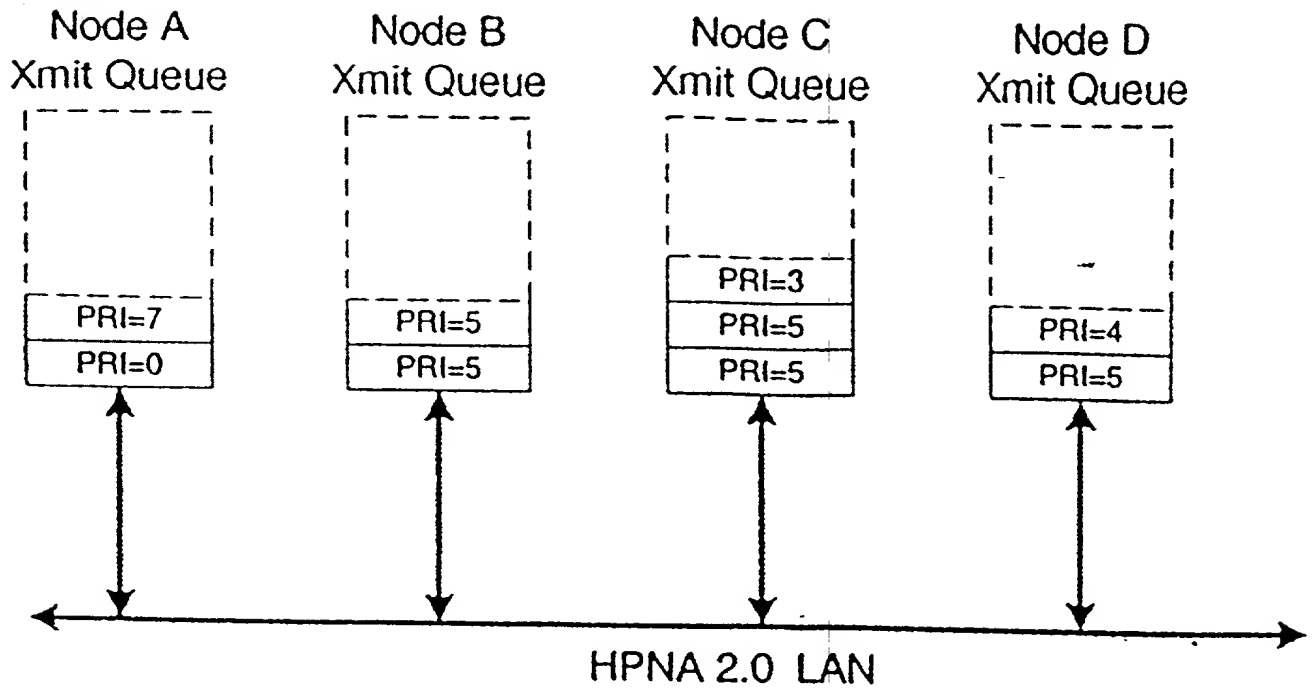 Node A
Xmit Queue
Node B
Xmit Queue
Node C
Xmit Queue
Node D
Xmit Queue
PRI=7
PRI=0
PRI=5
PRI=5
PRI=3
PRI=5
PRI=5
PRI=4
PRI=5
HPNA 2.0 LAN